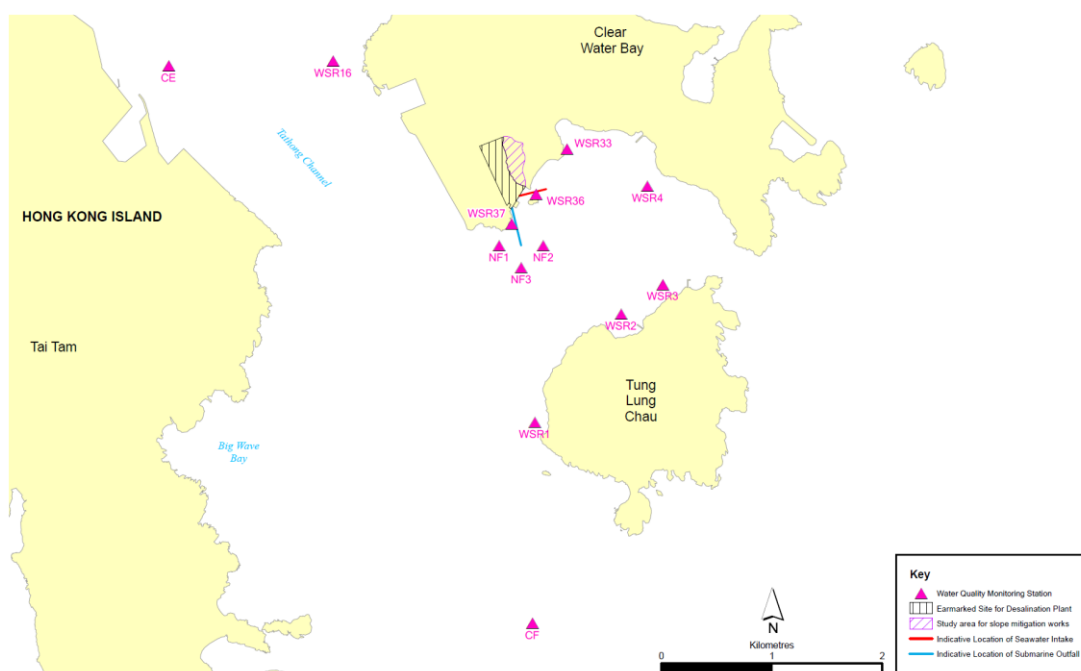 Clear
Water Bay
CE
WSR16
Tathong Channel
WSR33
WSR36
WSR4
HONG KONG ISLAND
WSR37
NF1
NF2
NF3
WSR3
WSR2
Tai Tam
Tung
Lung
Chau
WSR1
Big Wave
Bay
CF
N
Kilometres
0
1
2
Key
Water Quality Monitoring Station
Earmarked Site for Desalination Plant
Study area for slope mitigation works
Indicative Location of Seawater Intake
Indicative Location of Submarine Outfall